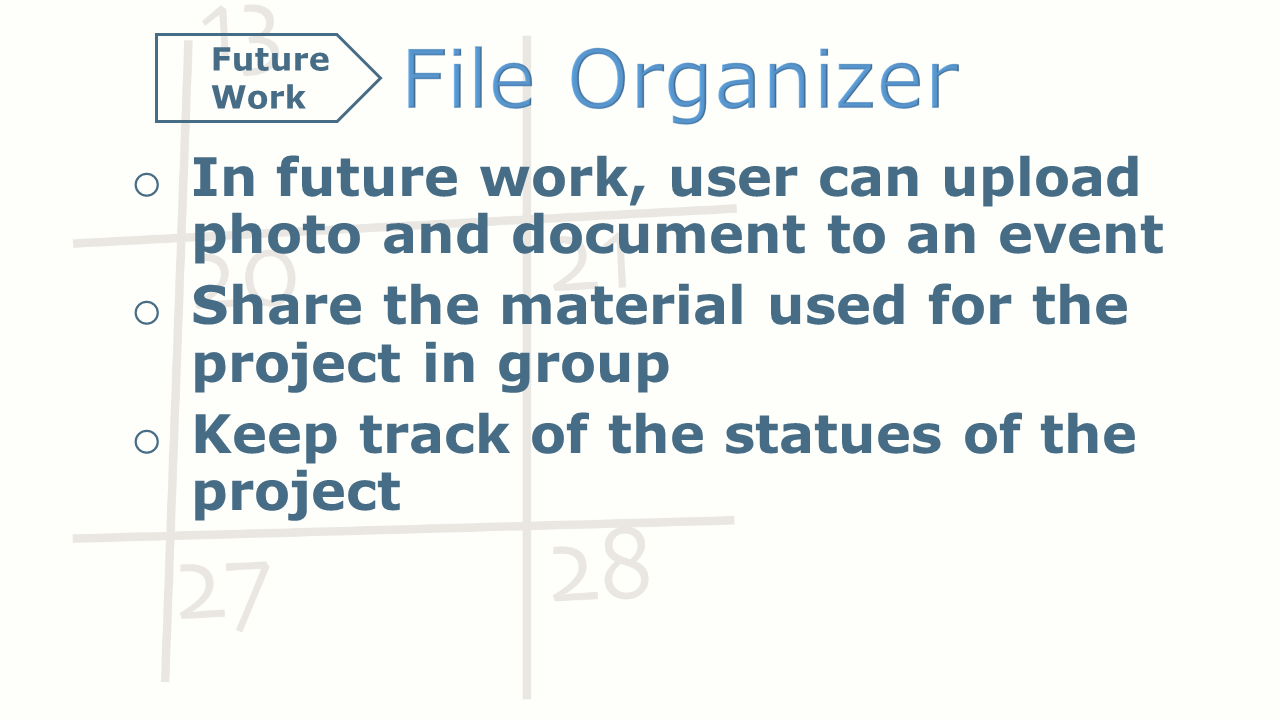 13
Future
Work
File Organizer
o In future work, user can upload
photo and document to an event
20
21
o Share the material used for the
project in group
o Keep track of the statues of the
project
27
28